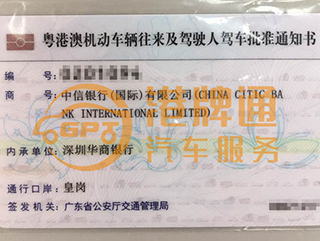 粤港澳机动车辆往来及驾驶人驾车批准通知书
编 号：
商 号：中信银行(国际)有限公司(CHINA CITIC BA
NK INTERNATIONAL LIMITED)
港牌通
GP
汽车服务
内承单位：深圳华商银行
通行口岸：皇岗
签发机关：广东省公安厅交通管理局